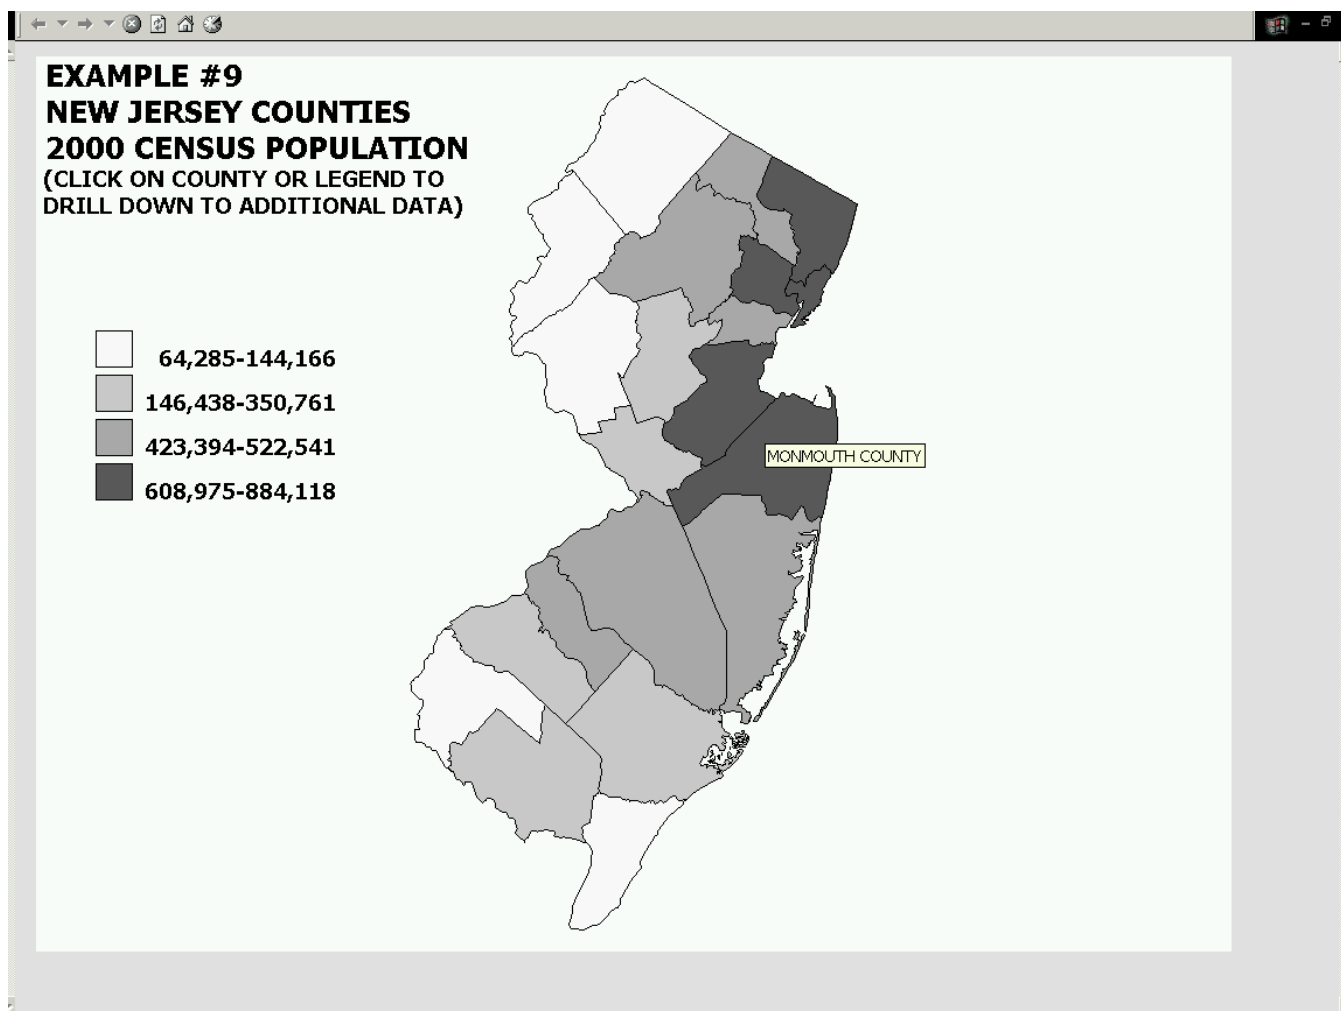 EXAMPLE #9
NEW JERSEY COUNTIES
2000 CENSUS POPULATION
(CLICK ON COUNTY OR LEGEND TO
DRILL DOWN TO ADDITIONAL DATA)
64,285-144,166
146,438-350,761
423,394-522,541
608,975-884,118
MONMOUTH COUNTY